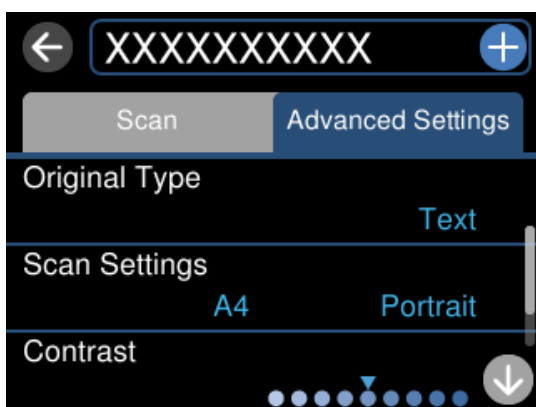 XXXXXXXXXX
Scan Advanced Settings
Original Type
Text
Scan Settings
A4 Portrait
Contrast